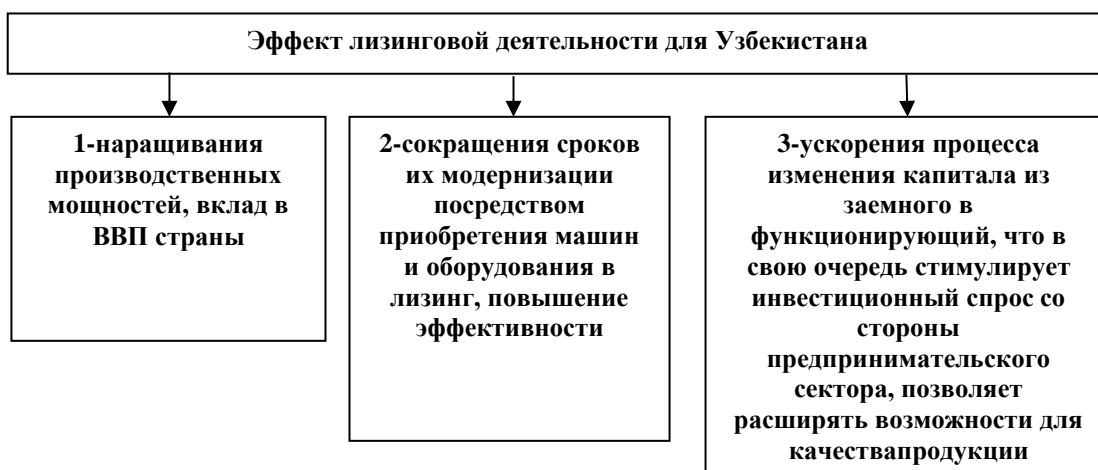 Эффект лизинговой деятельности для Узбекистана
1-наращивания
производственных
мощностей, вклад в
ВВП страны
2-сокращения сроков
их модернизации
посредством
приобретения машин
и оборудования в
лизинг, повышение
эффективности
3-ускорения процесса
изменения капитала из
заемного в
функционирующий, что в
свою очередь стимулирует
инвестиционный спрос со
стороны
предпринимательского
сектора, позволяет
расширять возможности для
качествапродукции